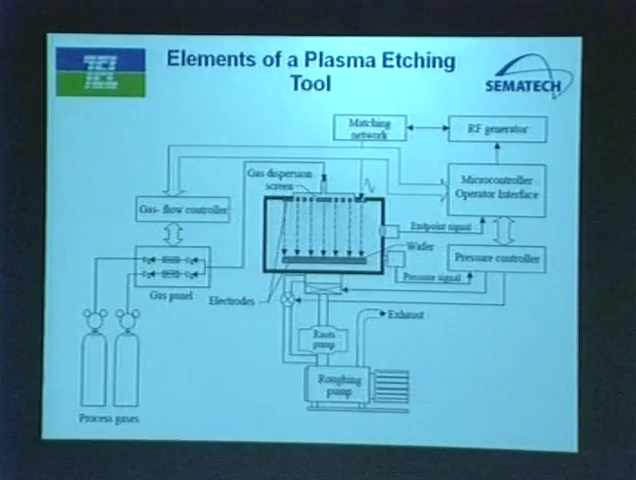 TEL
Elements of a Plasma Etching
Tool
SEMATECH
Matching
network
RF generator
Gas dispersion
screen
Microcontroller
Operator Interface
Gas-flow controller
Endpoint signal
Wafer
Pressure controller
Pressure signal
Gas panel
Electrodes
Exhaust
Roots
pump
Roughing
pump
Process gases